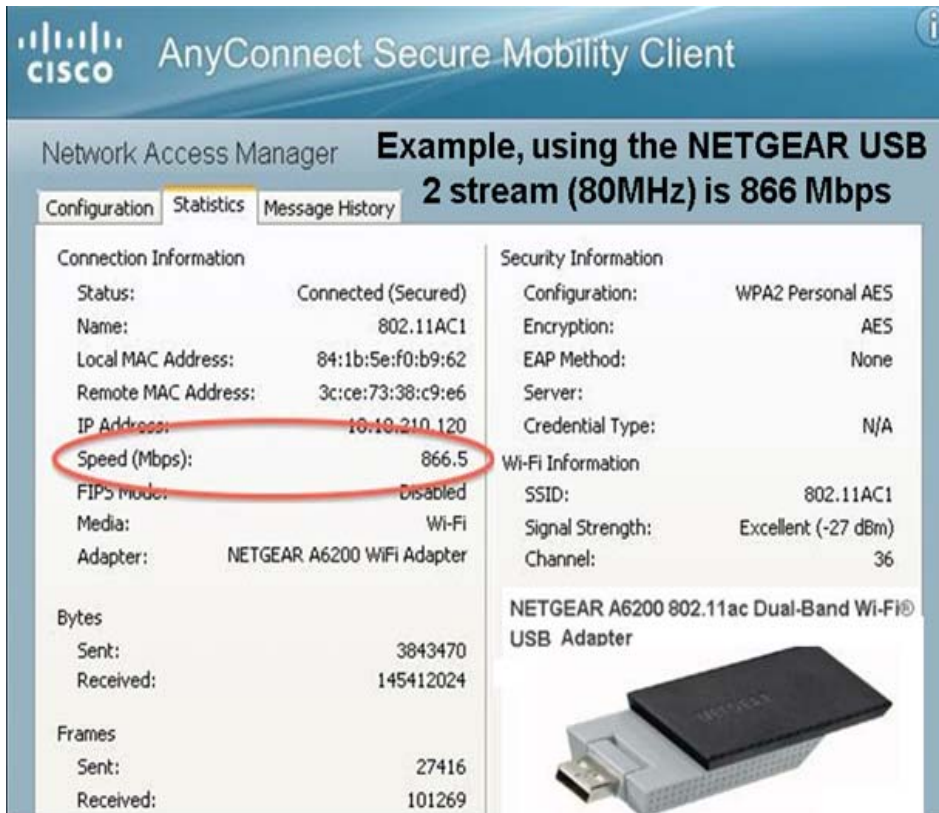 CISCO AnyConnect Secure Mobility Client
i
Network Access Manager
Example, using the NETGEAR USB
2 stream (80MHz) is 866 Mbps
Configuration Statistics Message History
Connection Information
Status: Connected (Secured)
Name: 802.11AC1
Local MAC Address: 84:1b:5e:f0:b9:62
Remote MAC Address: 3c:ce:73:38:c9:e6
IP Address: 10.10.210.120
Speed (Mbps): 866.5
FIPS Mode: Disabled
Media: Wi-Fi
Adapter: NETGEAR A6200 WiFi Adapter
Bytes
Sent: 3843470
Received: 145412024
Frames
Sent: 27416
Received: 101269
Security Information
Configuration: WPA2 Personal AES
Encryption: AES
EAP Method: None
Server:
Credential Type: N/A
Wi-Fi Information
SSID: 802.11AC1
Signal Strength: Excellent (-27 dBm)
Channel: 36
NETGEAR A6200 802.11ac Dual-Band Wi-Fi®
USB Adapter
NETGEAR